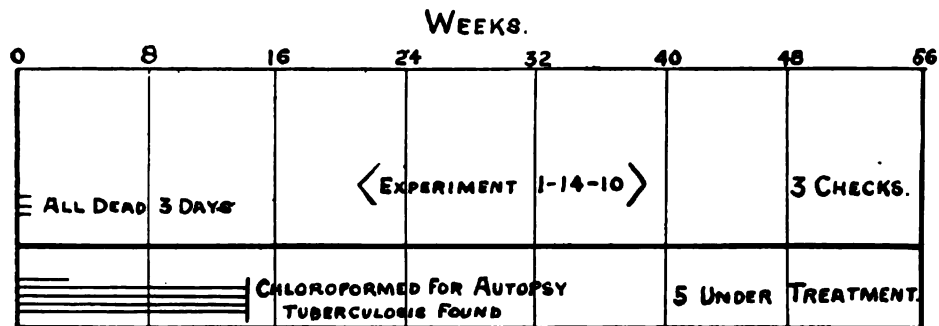 WEEKS.
0 8 16 24 32 40 48 56
<EXPERIMENT 1-14-10> 3 CHECKS.
ALL DEAD 3 DAYS
CHLOROFORMED FOR AUTOPSY 5 UNDER TREATMENT.
TUBERCULOSIS FOUND